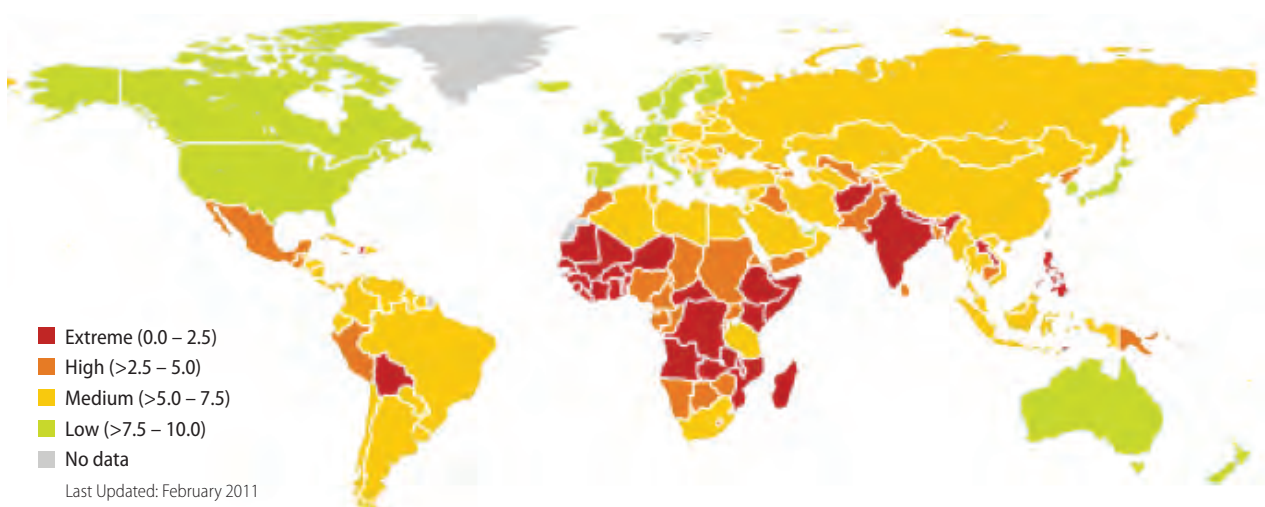 Extreme (0.0 – 2.5)
High (>2.5 – 5.0)
Medium (>5.0 – 7.5)
Low (>7.5 – 10.0)
No data
Last Updated: February 2011